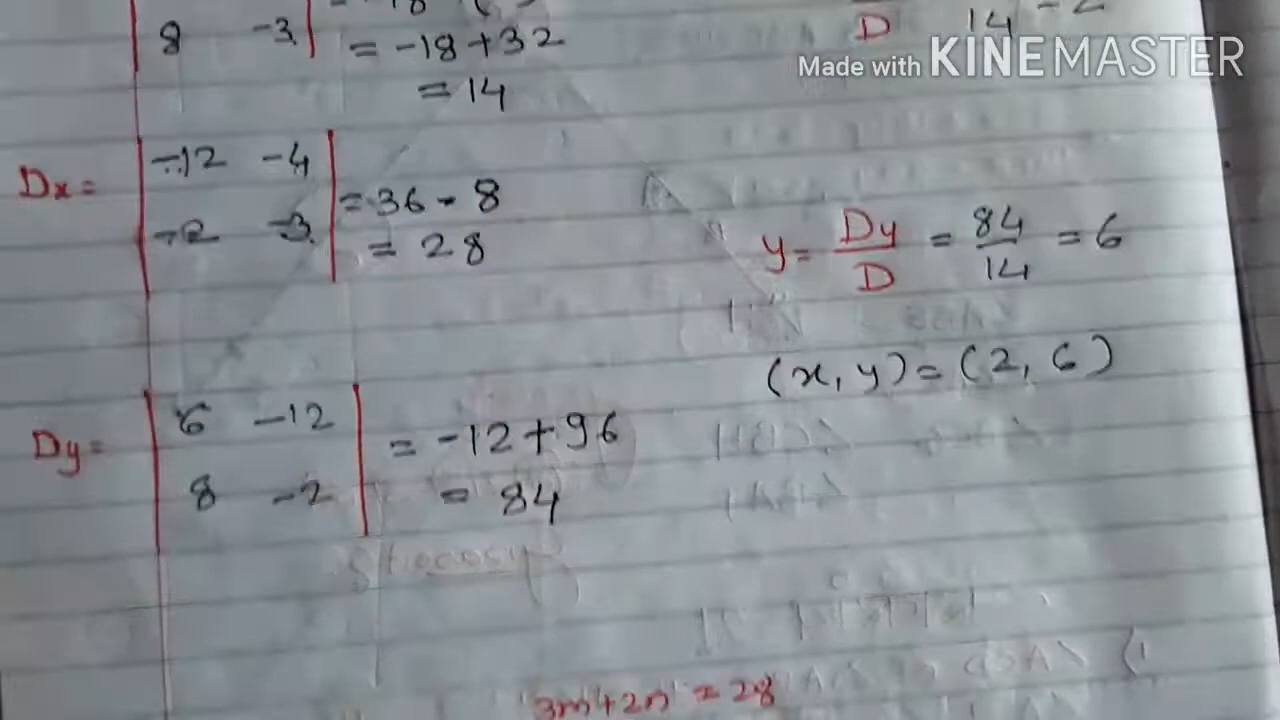 = -18
8 -3 = -18 + 32
= 14
D 14 - 2
Made with KINEMASTER
Dx = -12 -4 = 36 - 8
-2 -3 = 28
y = Dy / D = 84 / 14 = 6
(x, y) = (2, 6)
Dy = 6 -12 = -12 + 96
8 -2 = 84
3m + 2n = 28